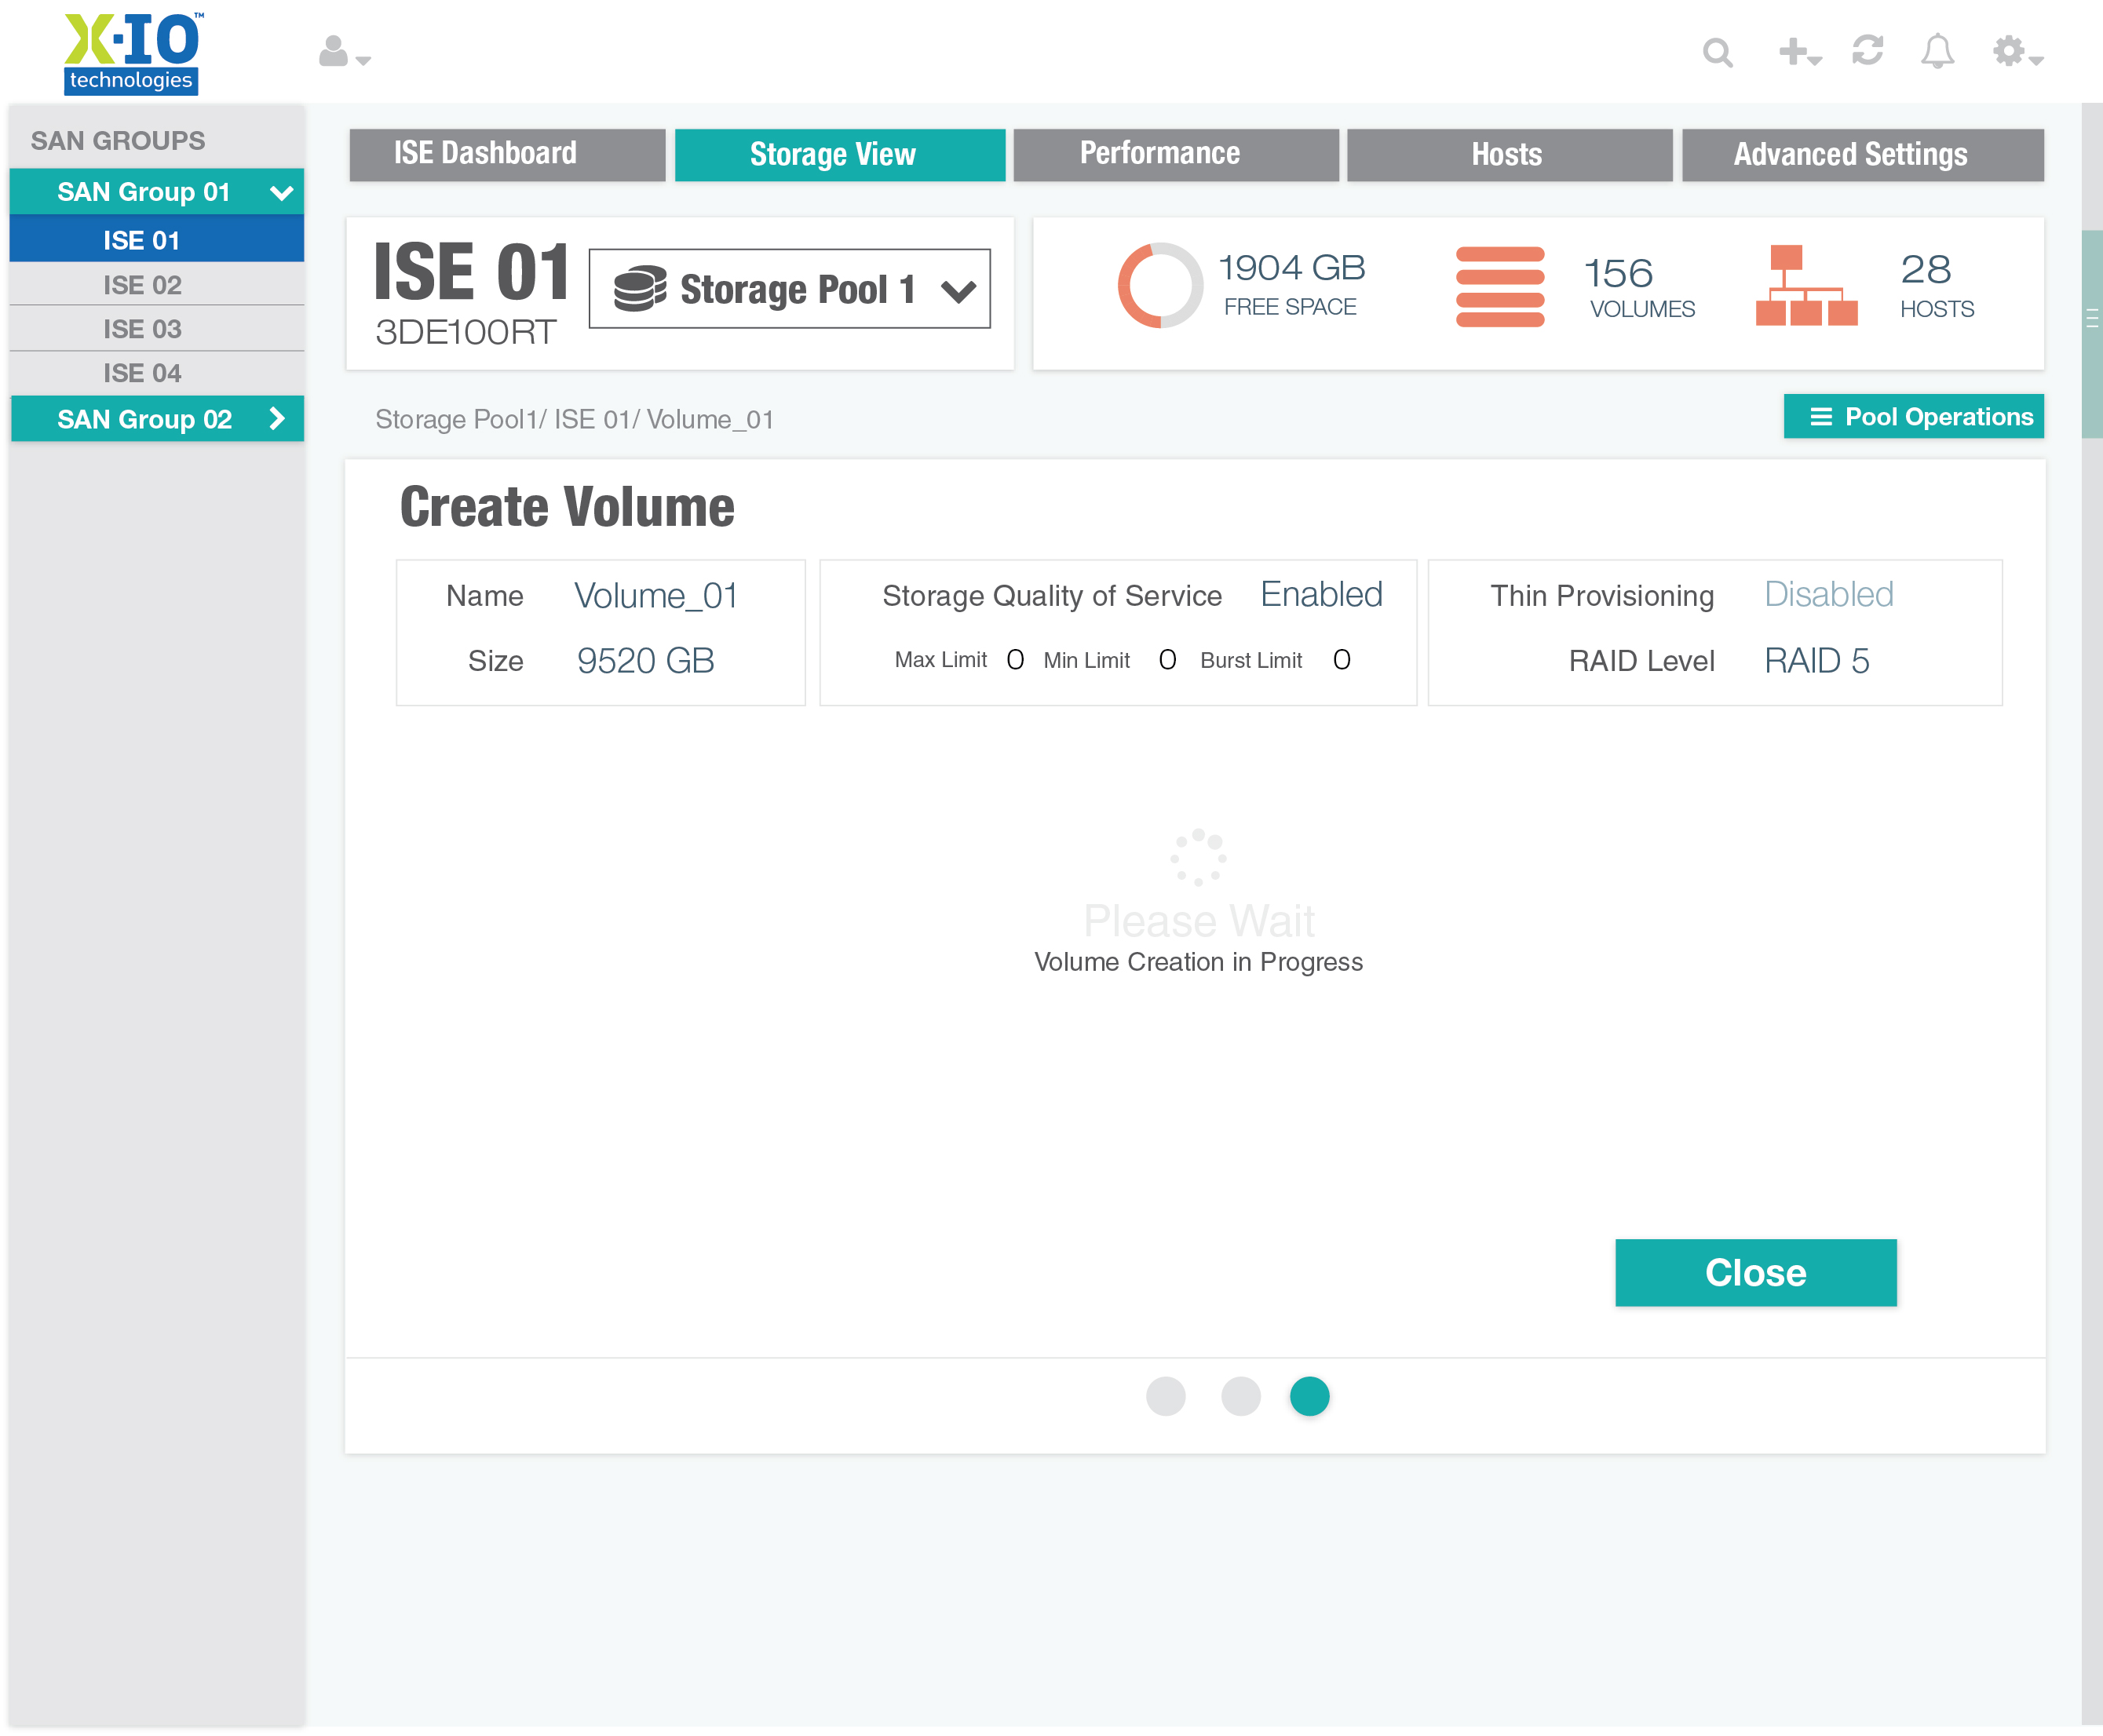 X-IO™
technologies
SAN GROUPS
SAN Group 01
ISE 01
ISE 02
ISE 03
ISE 04
SAN Group 02
ISE Dashboard
Storage View
Performance
Hosts
Advanced Settings
ISE 01
3DE100RT
Storage Pool 1
1904 GB
FREE SPACE
156
VOLUMES
28
HOSTS
Storage Pool1/ ISE 01/ Volume_01
Pool Operations
Create Volume
Name Volume_01
Size 9520 GB
Storage Quality of Service Enabled
Max Limit 0 Min Limit 0 Burst Limit 0
Thin Provisioning Disabled
RAID Level RAID 5
Please Wait
Volume Creation in Progress
Close